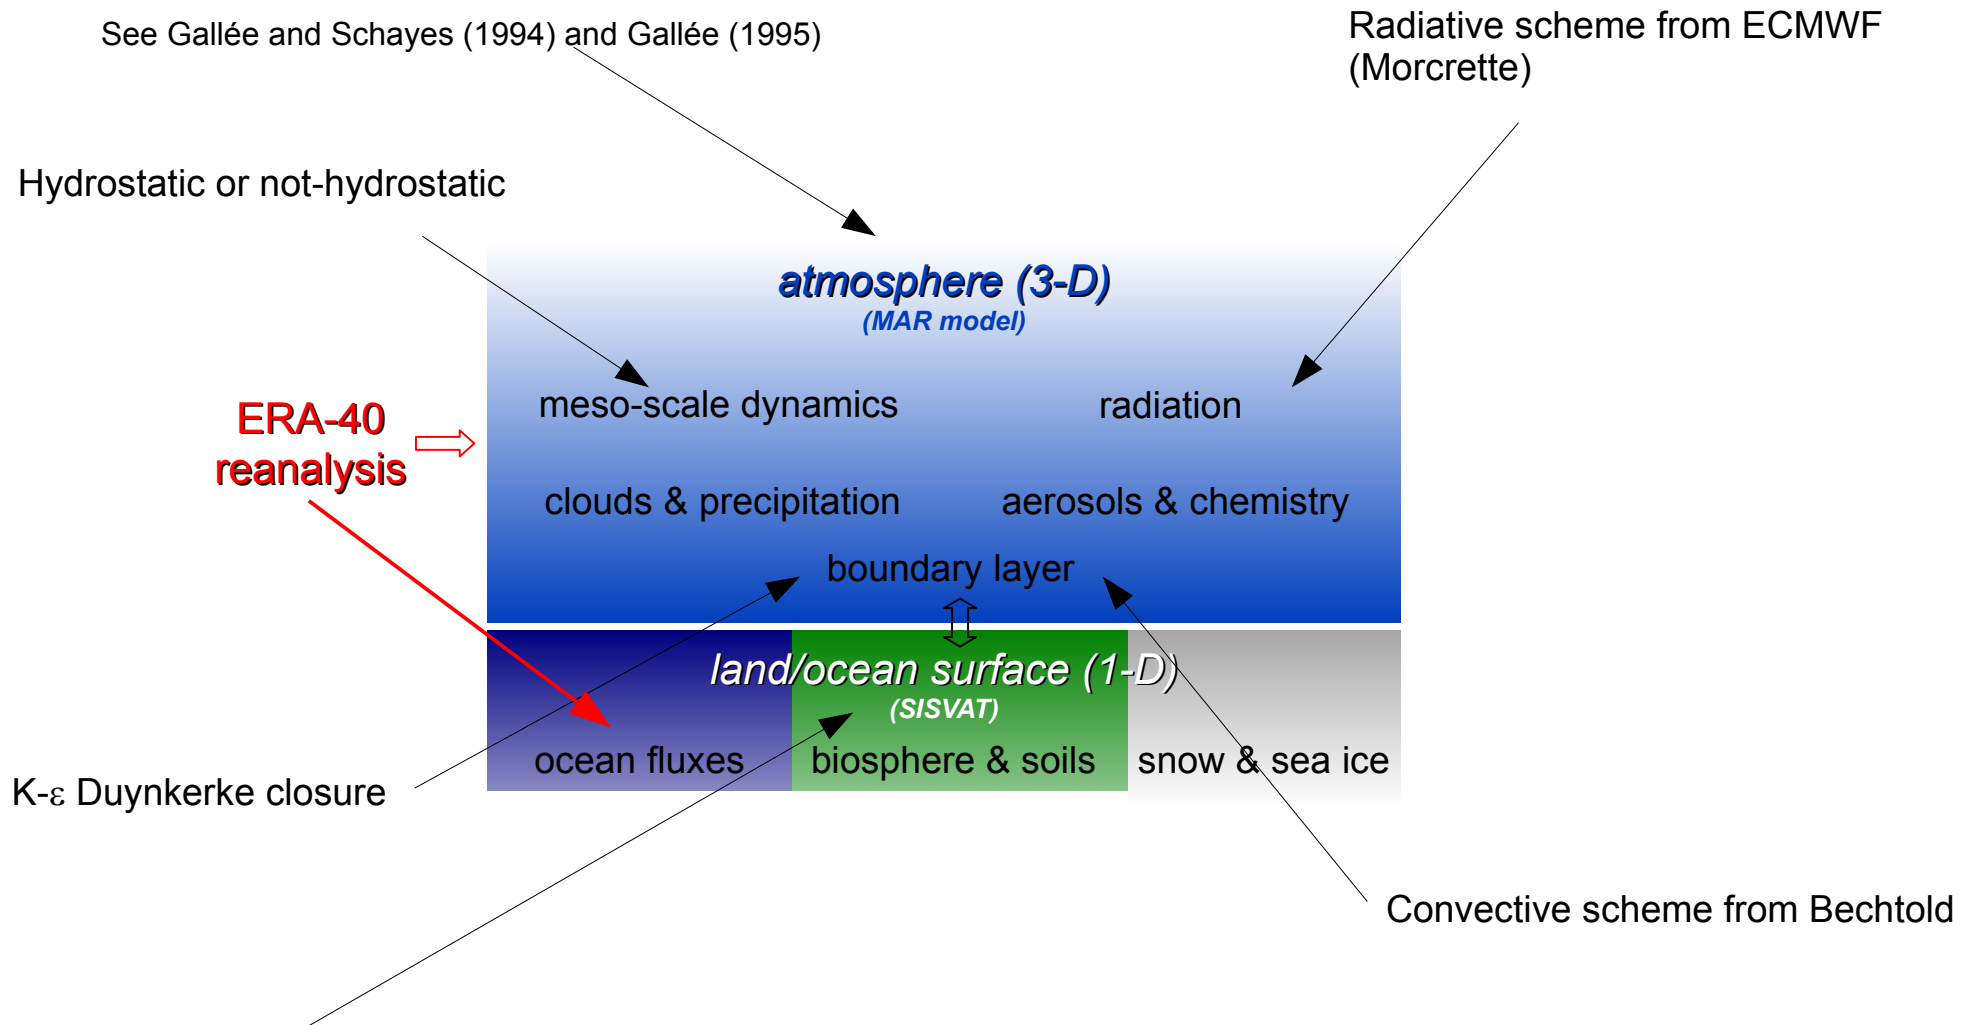 See Gallée and Schayes (1994) and Gallée (1995)
Radiative scheme from ECMWF
(Morcrette)
Hydrostatic or not-hydrostatic
atmosphere (3-D)
(MAR model)
meso-scale dynamics
radiation
ERA-40
reanalysis
clouds & precipitation
aerosols & chemistry
boundary layer
land/ocean surface (1-D)
(SISVAT)
ocean fluxes
biosphere & soils
snow & sea ice
K-ε Duynkerke closure
Convective scheme from Bechtold